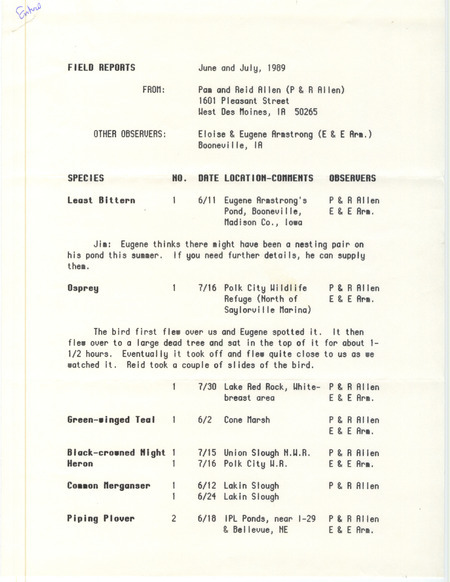 Entered
FIELD REPORTS June and July, 1989
FROM: Pam and Reid Allen (P & R Allen)
1601 Pleasant Street
West Des Moines, IA 50265
OTHER OBSERVERS: Eloise & Eugene Armstrong (E & E Arm.)
Booneville, IA
SPECIES NO. DATE LOCATION-COMMENTS OBSERVERS
Least Bittern 1 6/11 Eugene Armstrong's P & R Allen
Pond, Booneville, E & E Arm.
Madison Co., Iowa
Jim: Eugene thinks there might have been a nesting pair on
his pond this summer. If you need further details, he can supply
them.
Osprey 1 7/16 Polk City Wildlife P & R Allen
Refuge (North of E & E Arm.
Saylorville Marina)
The bird first flew over us and Eugene spotted it. It then
flew over to a large dead tree and sat in the top of it for about 1-
1/2 hours. Eventually it took off and flew quite close to us as we
watched it. Reid took a couple of slides of the bird.
1 7/30 Lake Red Rock, White- P & R Allen
breast area E & E Arm.
Green-winged Teal 1 6/2 Cone Marsh P & R Allen
E & E Arm.
Black-crowned Night 1 7/15 Union Slough N.W.R. P & R Allen
Heron 1 7/16 Polk City W.R. E & E Arm.
Common Merganser 1 6/12 Lakin Slough P & R Allen
1 6/24 Lakin Slough
Piping Plover 2 6/18 IPL Ponds, near I-29 P & R Allen
& Bellevue, NE E & E Arm.